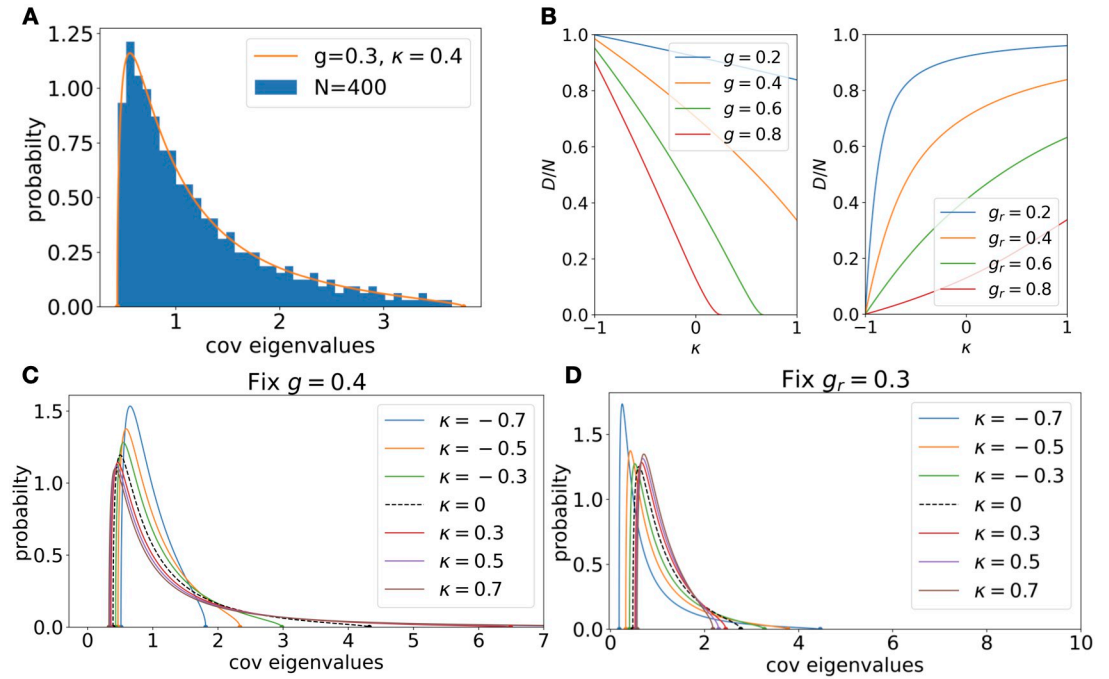 A
1.25
1.00
0.75
0.50
0.25
0.00
probabilty
1
2
3
cov eigenvalues
g=0.3, κ = 0.4
N=400
B
1.0
0.8
0.6
0.4
0.2
0.0
D/N
−1
0
1
κ
g = 0.2
g = 0.4
g = 0.6
g = 0.8
1.0
0.8
0.6
0.4
0.2
0.0
D/N
−1
0
1
κ
gᵣ = 0.2
gᵣ = 0.4
gᵣ = 0.6
gᵣ = 0.8
C
Fix g = 0.4
1.5
1.0
0.5
0.0
probabilty
0
1
2
3
4
5
6
7
cov eigenvalues
κ = − 0.7
κ = − 0.5
κ = − 0.3
κ = 0
κ = 0.3
κ = 0.5
κ = 0.7
D
Fix gᵣ = 0.3
1.5
1.0
0.5
0.0
probabilty
0
2
4
6
8
10
cov eigenvalues
κ = − 0.7
κ = − 0.5
κ = − 0.3
κ = 0
κ = 0.3
κ = 0.5
κ = 0.7